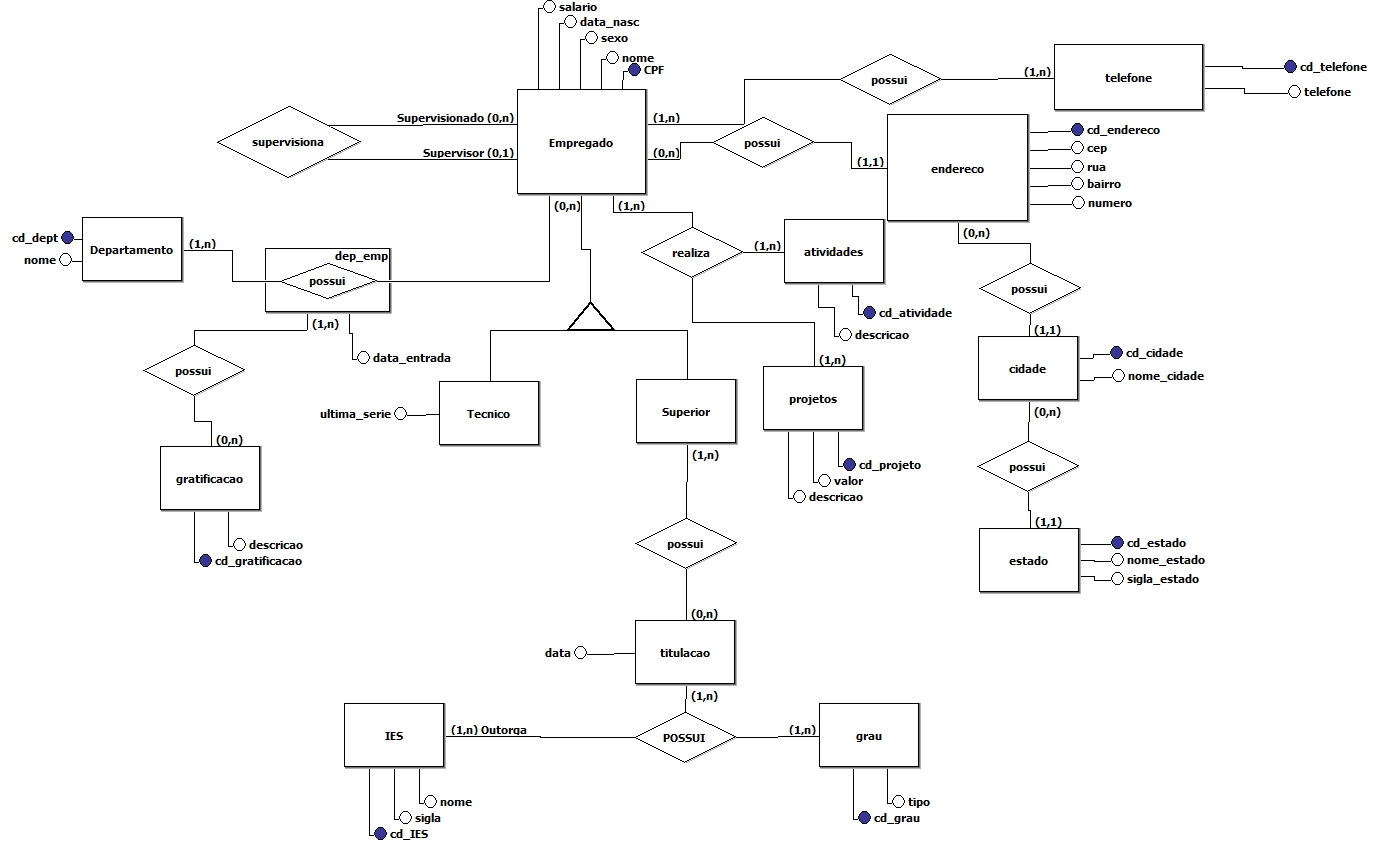 salario
data_nasc
sexo
nome
CPF
possui
(1,n)
telefone
cd_telefone
telefone
supervisiona
Supervisionado (0,n)
Supervisor (0,1)
Empregado
(1,n)
(0,n)
possui
(1,1)
endereco
cd_endereco
cep
rua
bairro
numero
(0,n)
(1,n)
(0,n)
cd_dept
nome
Departamento
(1,n)
dep_emp
possui
realiza
(1,n)
atividades
possui
(1,n)
data_entrada
cd_atividade
descricao
(1,1)
possui
(0,n)
gratificacao
descricao
cd_gratificacao
ultima_serie
Tecnico
Superior
(1,n)
(1,n)
projetos
cd_projeto
valor
descricao
cidade
cd_cidade
nome_cidade
(0,n)
possui
(1,1)
estado
cd_estado
nome_estado
sigla_estado
possui
(0,n)
data
titulacao
(1,n)
IES
(1,n) Outorga
POSSUI
(1,n)
grau
nome
sigla
cd_IES
tipo
cd_grau